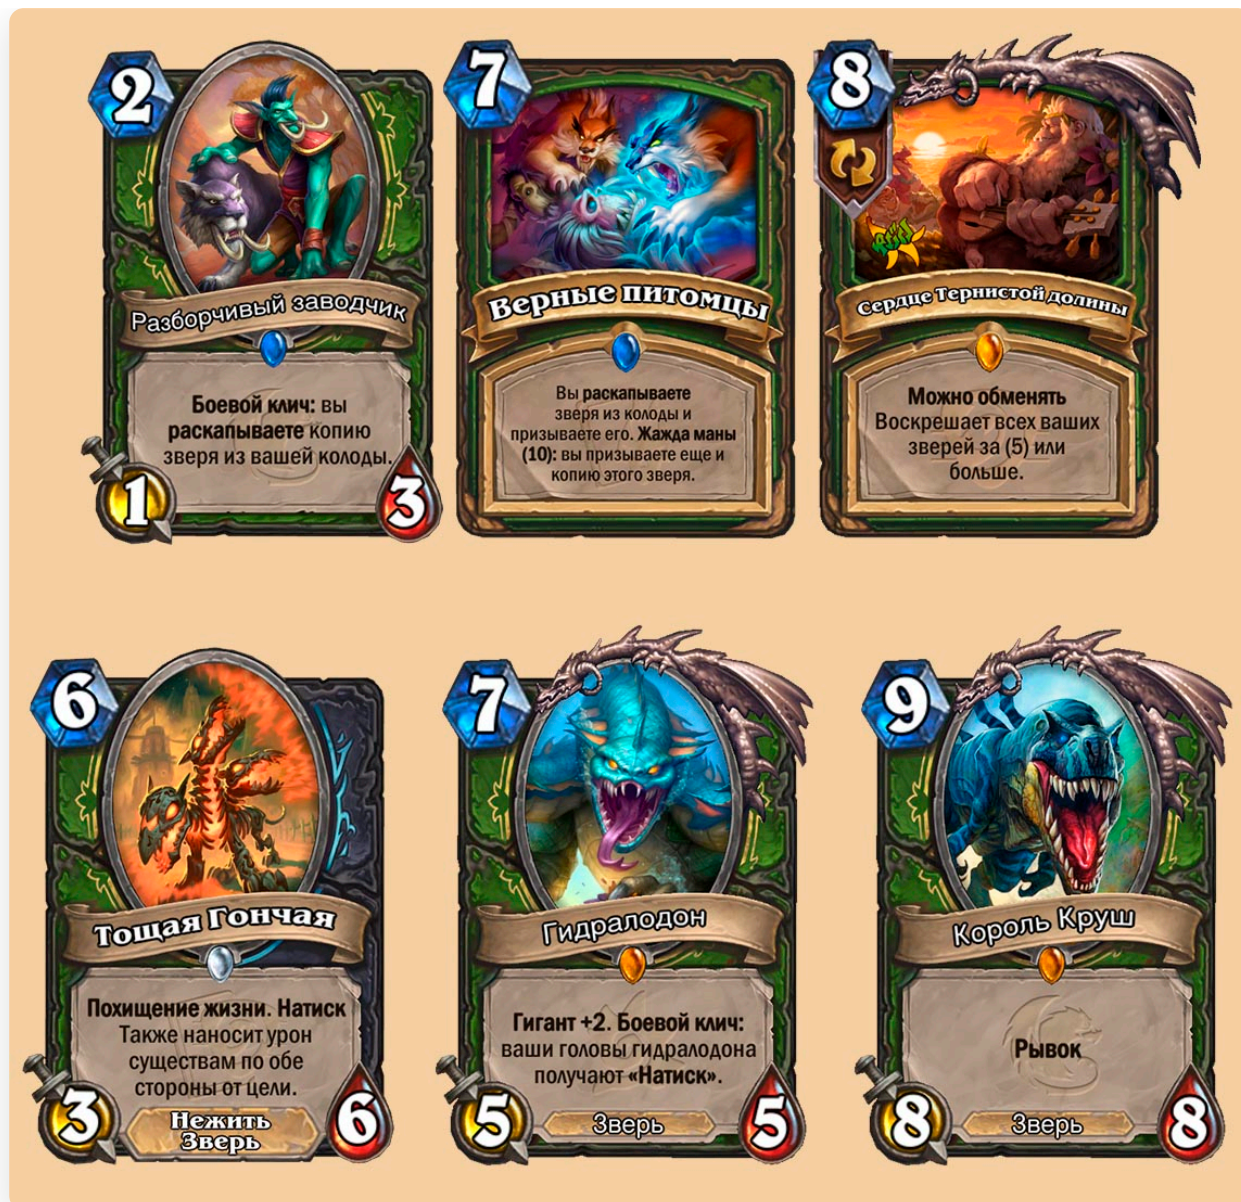 2
Разборчивый заводчик
Боевой клич: вы
раскапываете копию
зверя из вашей колоды.
1
3
7
Верные питомцы
Вы раскапываете
зверя из колоды и
призываете его. Жажда маны
(10): вы призываете еще и
копию этого зверя.
8
Сердце Тернистой долины
Можно обменять
Воскрешает всех ваших
зверей за (5) или
больше.
6
Тощая Гончая
Похищение жизни. Натиск
Также наносит урон
существам по обе
стороны от цели.
3
Нежить
Зверь
6
7
Гидралодон
Гигант +2. Боевой клич:
ваши головы гидралодона
получают «Натиск».
5
Зверь
5
9
Король Круш
Рывок
8
Зверь
8